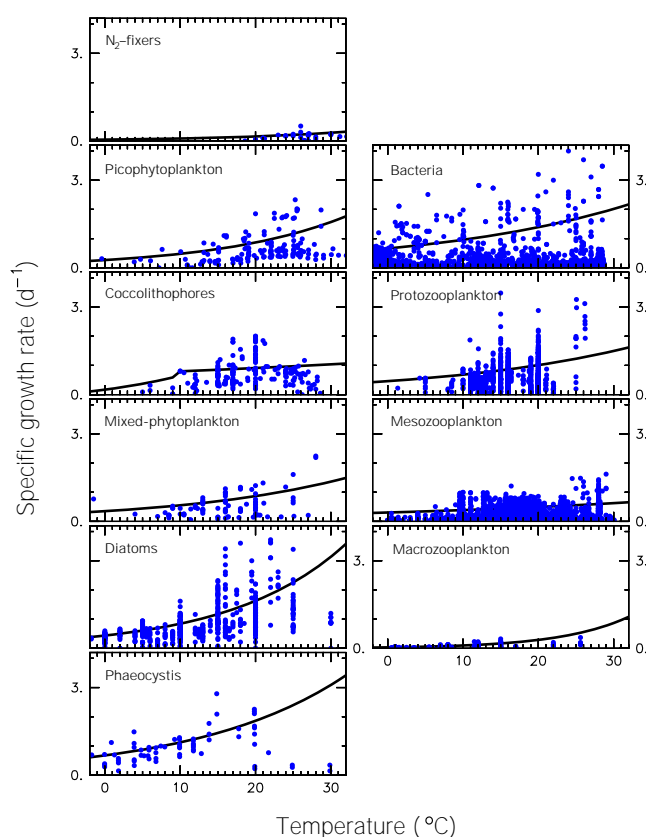 N₂–fixers
3.
0.
Picophytoplankton
Bacteria
3.
3.
0.
0.
Coccolithophores
Protozooplankton
3.
3.
0.
0.
Mixed-phytoplankton
Mesozooplankton
3.
3.
0.
0.
Diatoms
Macrozooplankton
3.
3.
0.
0.
0 10 20 30
Phaeocystis
3.
0.
0 10 20 30
Specific growth rate (d⁻¹)
Temperature (°C)